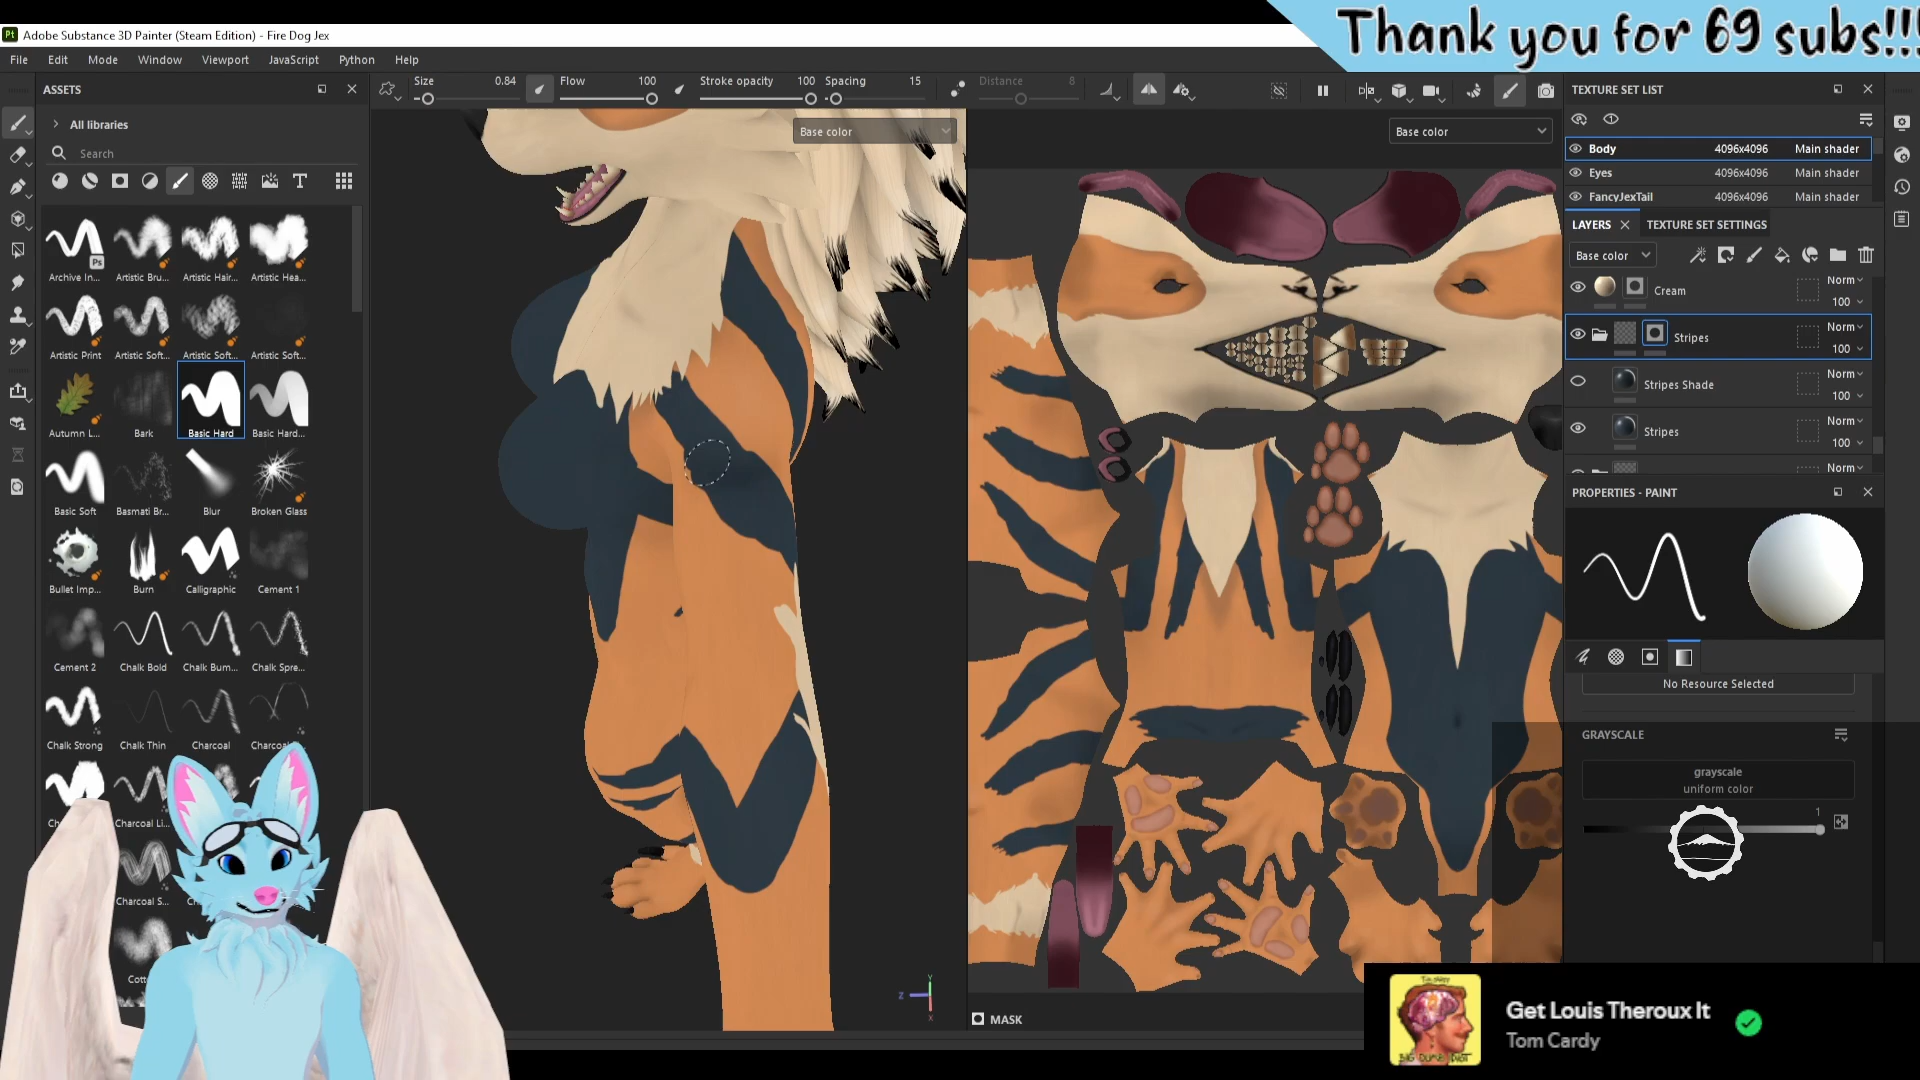 Thank you for 69 subs!!!
Adobe Substance 3D Painter (Steam Edition) - Fire Dog Jex
File Edit Mode Window Viewport JavaScript Python Help
ASSETS
Size 0.84 Flow 100 Stroke opacity 100 Spacing 15 Distance 8
All libraries
Search
Archive In... Artistic Bru... Artistic Hair... Artistic Hea...
Artistic Print Artistic Soft... Artistic Soft... Artistic Soft...
Autumn L... Bark Basic Hard Basic Hard...
Basic Soft Basmati Br... Blur Broken Glass
Bullet Imp... Burn Calligraphic Cement 1
Cement 2 Chalk Bold Chalk Bum... Chalk Spre...
Chalk Strong Chalk Thin Charcoal
Charcoal Li...
Charcoal S...
Base color
Base color
MASK
TEXTURE SET LIST
Body 4096x4096 Main shader
Eyes 4096x4096 Main shader
FancyJexTail 4096x4096 Main shader
LAYERS TEXTURE SET SETTINGS
Base color
Cream Norm 100
Stripes Norm 100
Stripes Shade Norm 100
Stripes Norm 100
Norm
PROPERTIES - PAINT
No Resource Selected
GRAYSCALE
grayscale
uniform color
1
Get Louis Theroux It
Tom Cardy